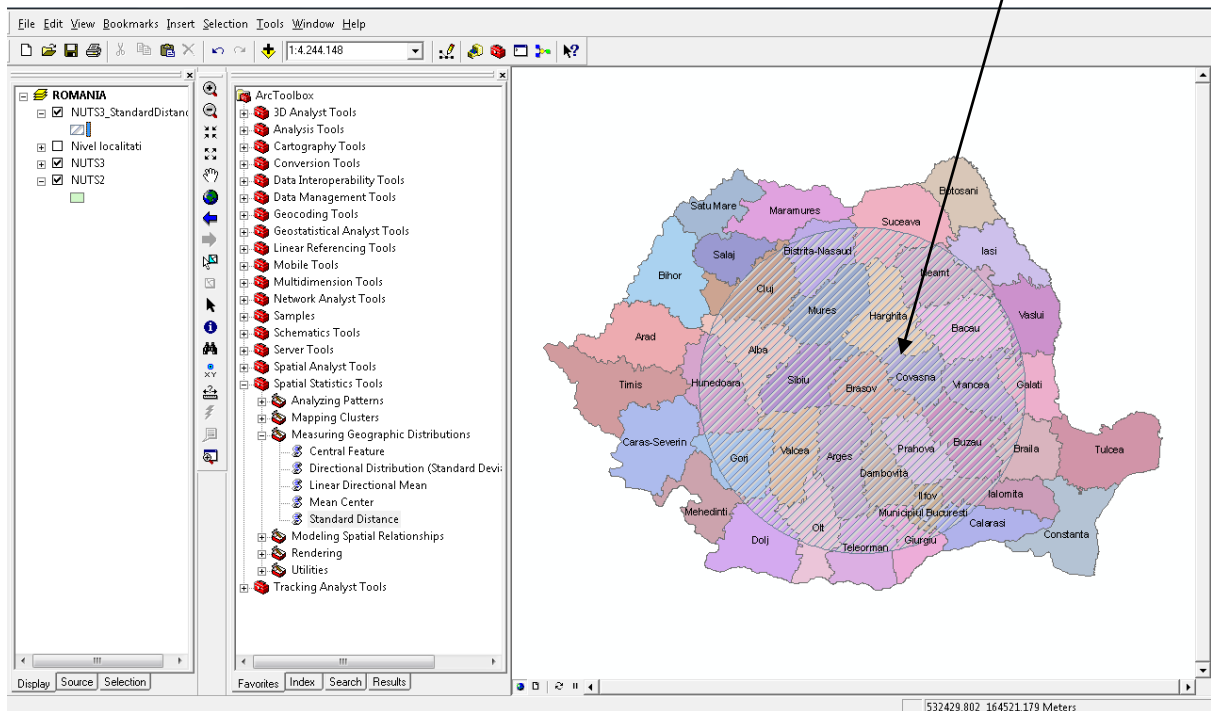 File Edit View Bookmarks Insert Selection Tools Window Help
1:4.244.148
ROMANIA
NUTS3_StandardDistanc
Nivel localitati
NUTS3
NUTS2
Display Source Selection
ArcToolbox
3D Analyst Tools
Analysis Tools
Cartography Tools
Conversion Tools
Data Interoperability Tools
Data Management Tools
Geocoding Tools
Geostatistical Analyst Tools
Linear Referencing Tools
Mobile Tools
Multidimension Tools
Network Analyst Tools
Samples
Schematics Tools
Server Tools
Spatial Analyst Tools
Spatial Statistics Tools
Analyzing Patterns
Mapping Clusters
Measuring Geographic Distributions
Central Feature
Directional Distribution (Standard Devi
Linear Directional Mean
Mean Center
Standard Distance
Modeling Spatial Relationships
Rendering
Utilities
Tracking Analyst Tools
Favorites Index Search Results
Botosani
Satu Mare
Maramures
Suceava
Bistrita-Nasaud
Iasi
Salaj
Bihor
Neamt
Cluj
Mures
Harghita
Vaslui
Bacau
Arad
Alba
Timis
Hunedoara
Sibiu
Brasov
Covasna
Vrancea
Galati
Caras-Severin
Gorj
Valcea
Arges
Prahova
Buzau
Braila
Tulcea
Dambovita
Ilfov
Ialomita
Mehedinti
Municipiul Bucuresti
Calarasi
Olt
Dolj
Teleorman
Giurgiu
Constanta
532429.802 164521.179 Meters